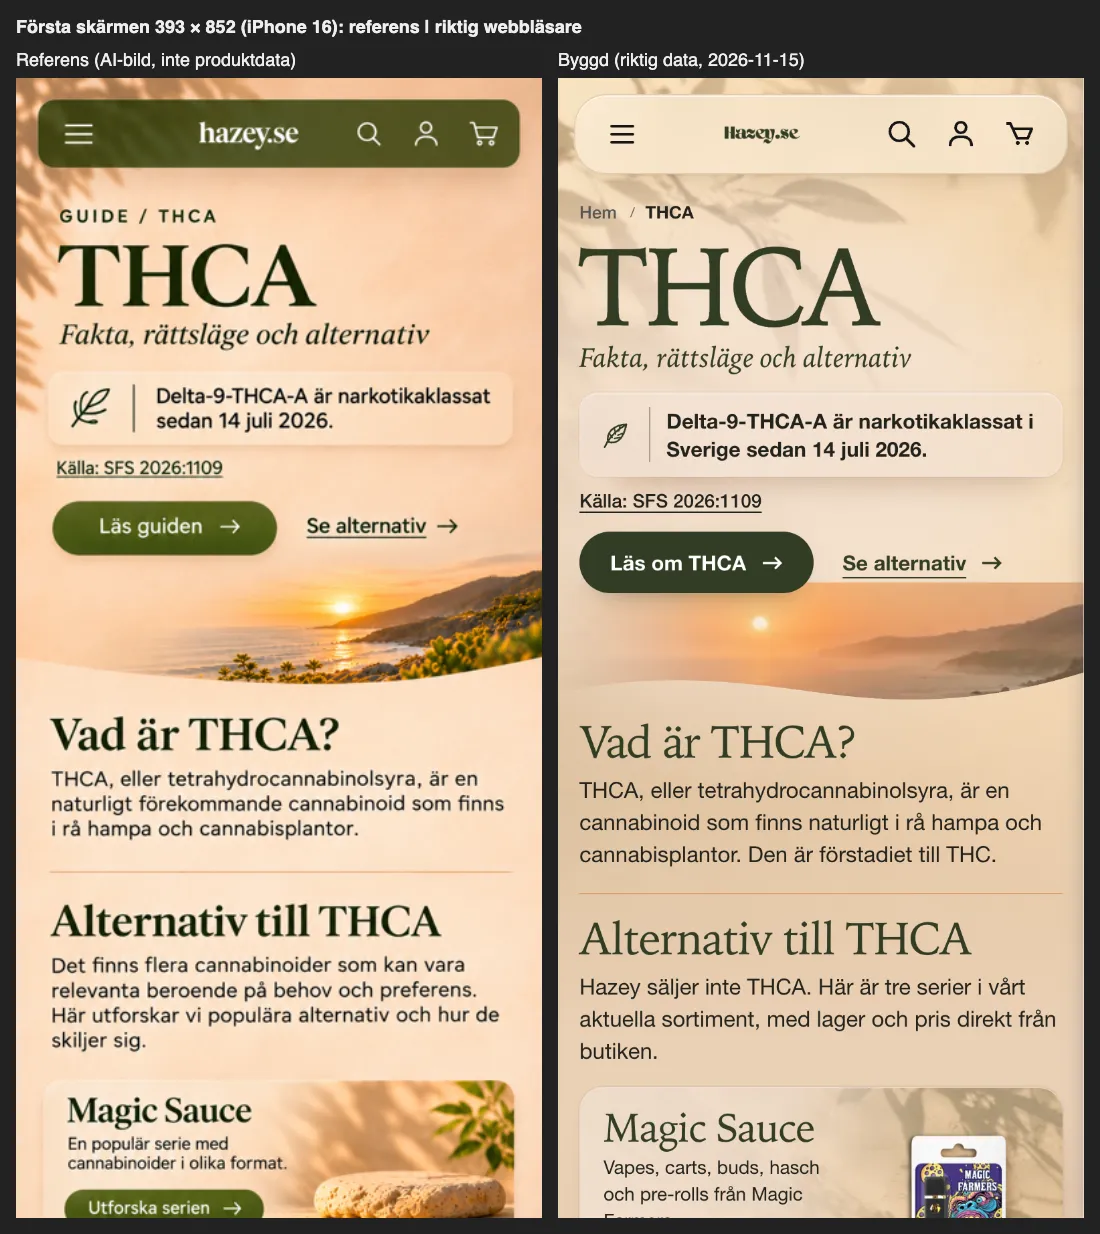 Första skärmen 393 × 852 (iPhone 16): referens | riktig webbläsare
Referens (AI-bild, inte produktdata)
hazey.se
GUIDE / THCA
THCA
Fakta, rättsläge och alternativ
Delta-9-THCA-A är narkotikaklassat
sedan 14 juli 2026.
Källa: SFS 2026:1109
Läs guiden →
Se alternativ →
Vad är THCA?
THCA, eller tetrahydrocannabinolsyra, är en
naturligt förekommande cannabinoid som finns
i rå hampa och cannabisplantor.
Alternativ till THCA
Det finns flera cannabinoider som kan vara
relevanta beroende på behov och preferens.
Här utforskar vi populära alternativ och hur de
skiljer sig.
Magic Sauce
En populär serie med
cannabinoider i olika format.
Utforska serien →
Byggd (riktig data, 2026-11-15)
Hazey.se
Hem / THCA
THCA
Fakta, rättsläge och alternativ
Delta-9-THCA-A är narkotikaklassat i
Sverige sedan 14 juli 2026.
Källa: SFS 2026:1109
Läs om THCA →
Se alternativ →
Vad är THCA?
THCA, eller tetrahydrocannabinolsyra, är en
cannabinoid som finns naturligt i rå hampa och
cannabisplantor. Den är förstadiet till THC.
Alternativ till THCA
Hazey säljer inte THCA. Här är tre serier i vårt
aktuella sortiment, med lager och pris direkt från
butiken.
Magic Sauce
Vapes, carts, buds, hasch
och pre-rolls från Magic
MAGIC
FARMERS